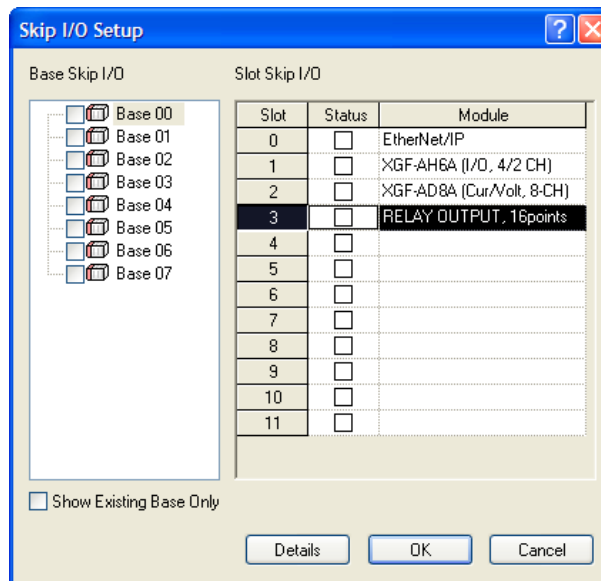 Skip I/O Setup
Base Skip I/O
Slot Skip I/O
Base 00
Base 01
Base 02
Base 03
Base 04
Base 05
Base 06
Base 07
Slot Status Module
0 EtherNet/IP
1 XGF-AH6A (I/O, 4/2 CH)
2 XGF-AD8A (Cur/Volt, 8-CH)
3 RELAY OUTPUT, 16points
4
5
6
7
8
9
10
11
Show Existing Base Only
Details OK Cancel